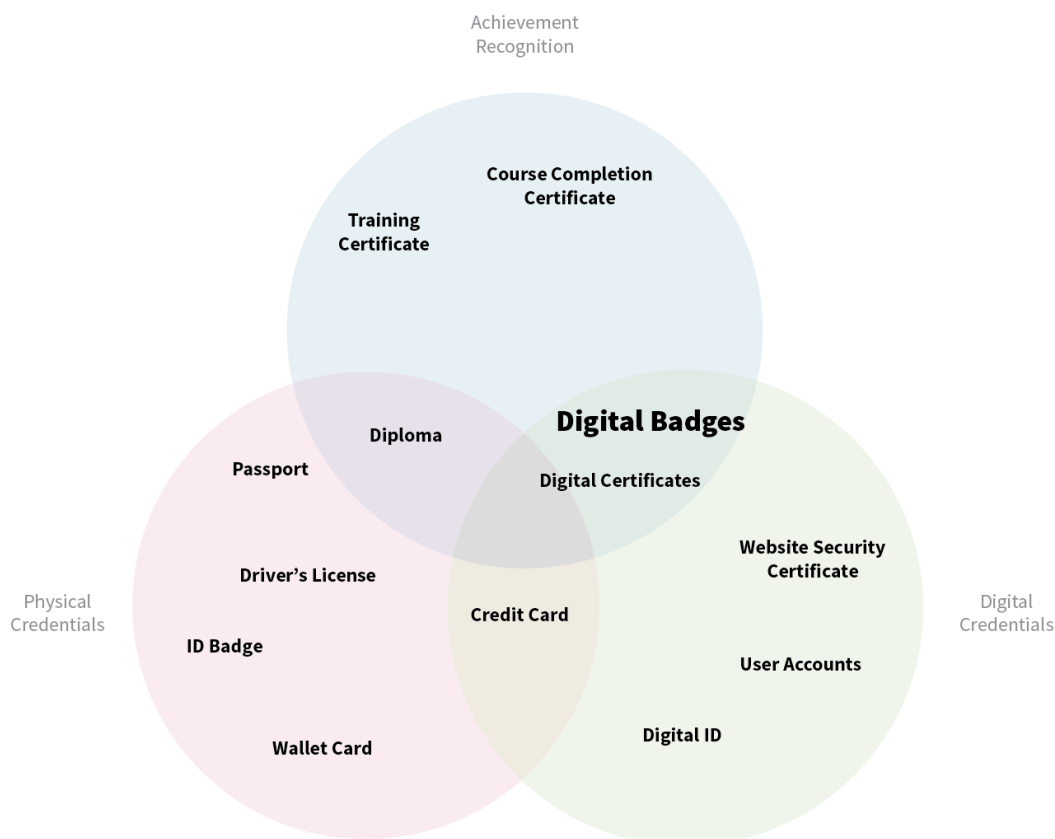 Achievement
Recognition
Course Completion
Certificate
Training
Certificate
Digital Badges
Diploma
Passport
Digital Certificates
Website Security
Certificate
Driver’s License
Physical
Credentials
Credit Card
Digital
Credentials
ID Badge
User Accounts
Digital ID
Wallet Card